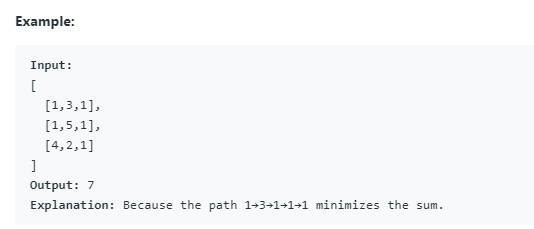 Example:
Input:
[
  [1,3,1],
  [1,5,1],
  [4,2,1]
]
Output: 7
Explanation: Because the path 1→3→1→1→1 minimizes the sum.